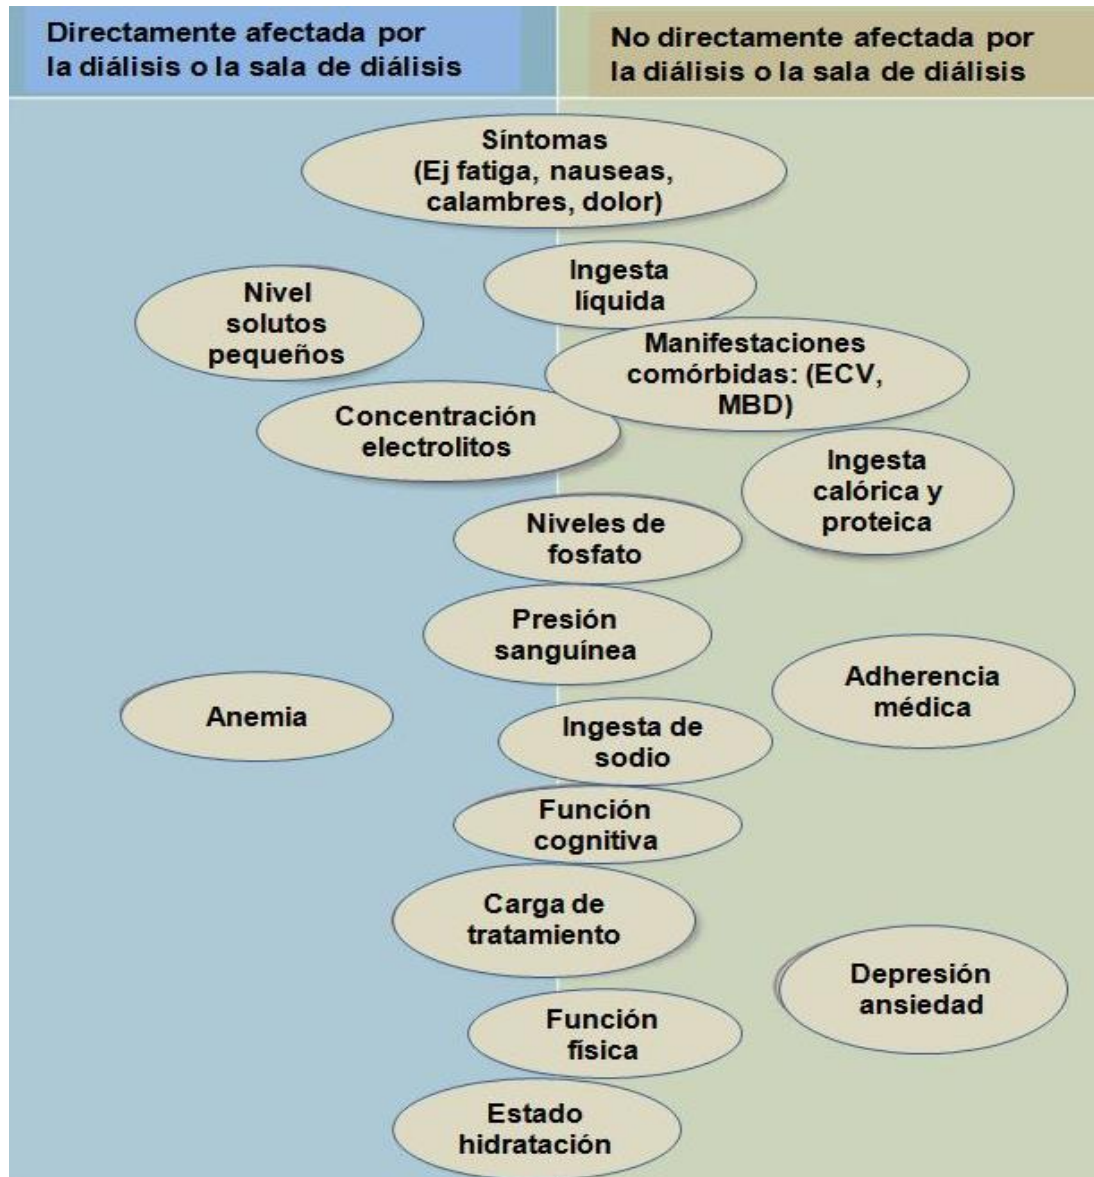 Directamente afectada por
la diálisis o la sala de diálisis
No directamente afectada por
la diálisis o la sala de diálisis
Síntomas
(Ej fatiga, nauseas,
calambres, dolor)
Ingesta
líquida
Nivel
solutos
pequeños
Manifestaciones
comórbidas: (ECV,
MBD)
Concentración
electrolitos
Ingesta
calórica y
proteica
Niveles de
fosfato
Presión
sanguínea
Adherencia
médica
Anemia
Ingesta de
sodio
Función
cognitiva
Carga de
tratamiento
Depresión
ansiedad
Función
física
Estado
hidratación